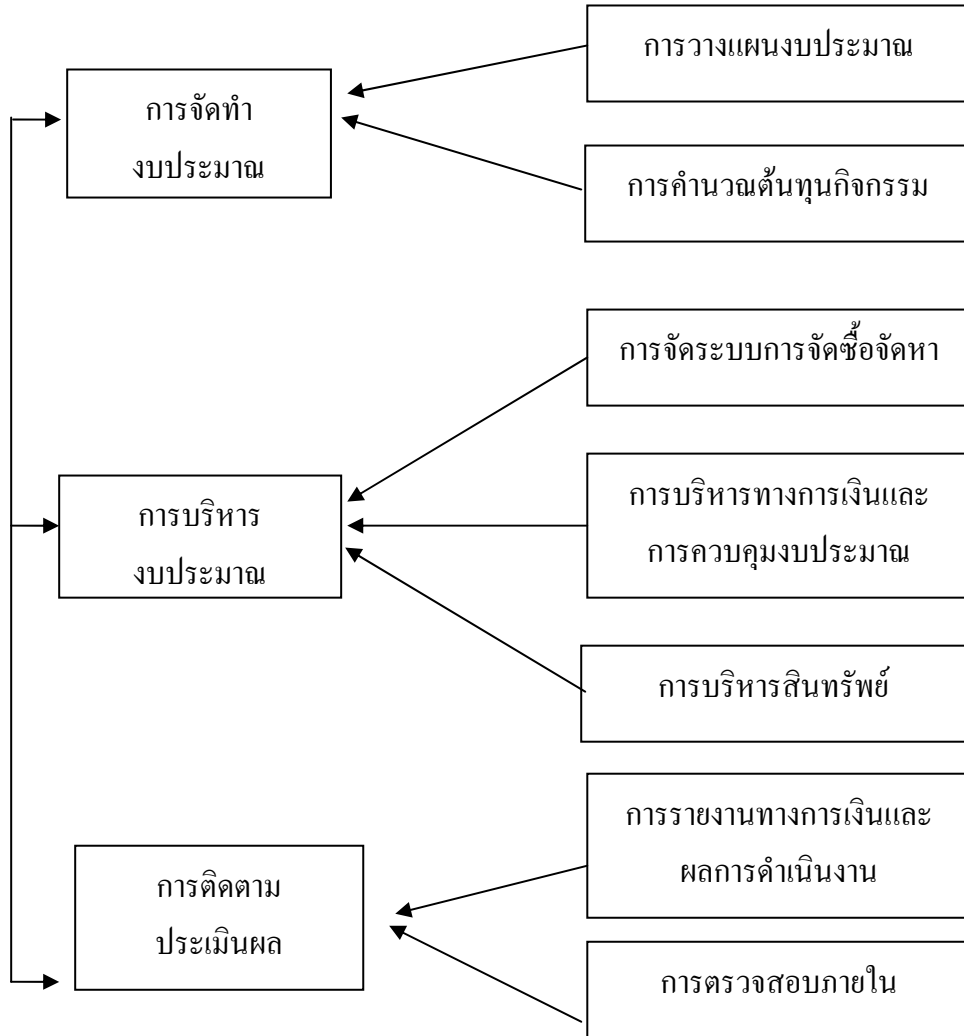 การวางแผนงบประมาณ
การจัดทำ
งบประมาณ
การคำนวณต้นทุนกิจกรรม
การจัดระบบการจัดซื้อจัดหา
การบริหาร
งบประมาณ
การบริหารทางการเงินและ
การควบคุมงบประมาณ
การบริหารสินทรัพย์
การรายงานทางการเงินและ
ผลการดำเนินงาน
การติดตาม
ประเมินผล
การตรวจสอบภายใน